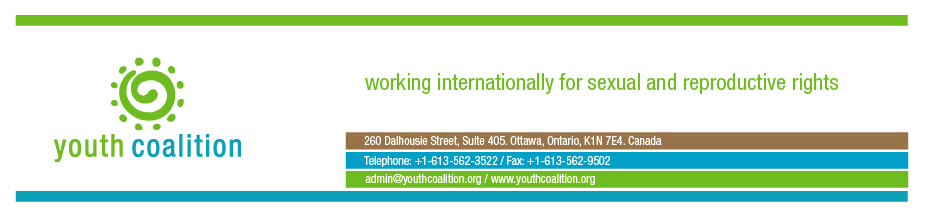 working internationally for sexual and reproductive rights
youth coalition
260 Dalhousie Street, Suite 405. Ottawa, Ontario, K1N 7E4. Canada
Telephone: +1-613-562-3522 / Fax: +1-613-562-9502
admin@youthcoalition.org / www.youthcoalition.org